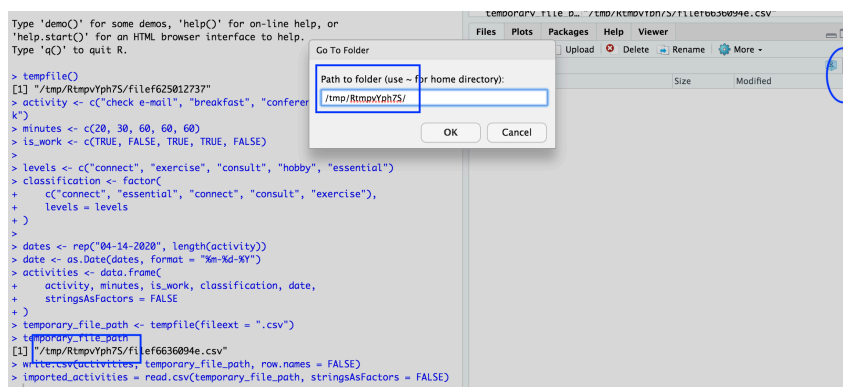 Type 'demo()' for some demos, 'help()' for on-line help, or
'help.start()' for an HTML browser interface to help.
Type 'q()' to quit R.
> tempfile()
[1] "/tmp/RtmpvYph7S/filef625012737"
> activity <- c("check e-mail", "breakfast", "conferen
k")
> minutes <- c(20, 30, 60, 60, 60)
> is_work <- c(TRUE, FALSE, TRUE, TRUE, FALSE)
>
> levels <- c("connect", "exercise", "consult", "hobby", "essential")
> classification <- factor(
+     c("connect", "essential", "connect", "consult", "exercise"),
+     levels = levels
+ )
>
> dates <- rep("04-14-2020", length(activity))
> date <- as.Date(dates, format = "%m-%d-%Y")
> activities <- data.frame(
+     activity, minutes, is_work, classification, date,
+     stringsAsFactors = FALSE
+ )
> temporary_file_path <- tempfile(fileext = ".csv")
> temporary_file_path
[1] "/tmp/RtmpvYph7S/filef6636094e.csv"
> write.csv(activities, temporary_file_path, row.names = FALSE)
> imported_activities = read.csv(temporary_file_path, stringsAsFactors = FALSE)
Go To Folder
Path to folder (use ~ for home directory):
/tmp/RtmpvYph7S/
OK Cancel
temporary_file_p… "/tmp/RtmpvYph7S/filef6636094e.csv"
Files Plots Packages Help Viewer
Upload Delete Rename More
Size Modified